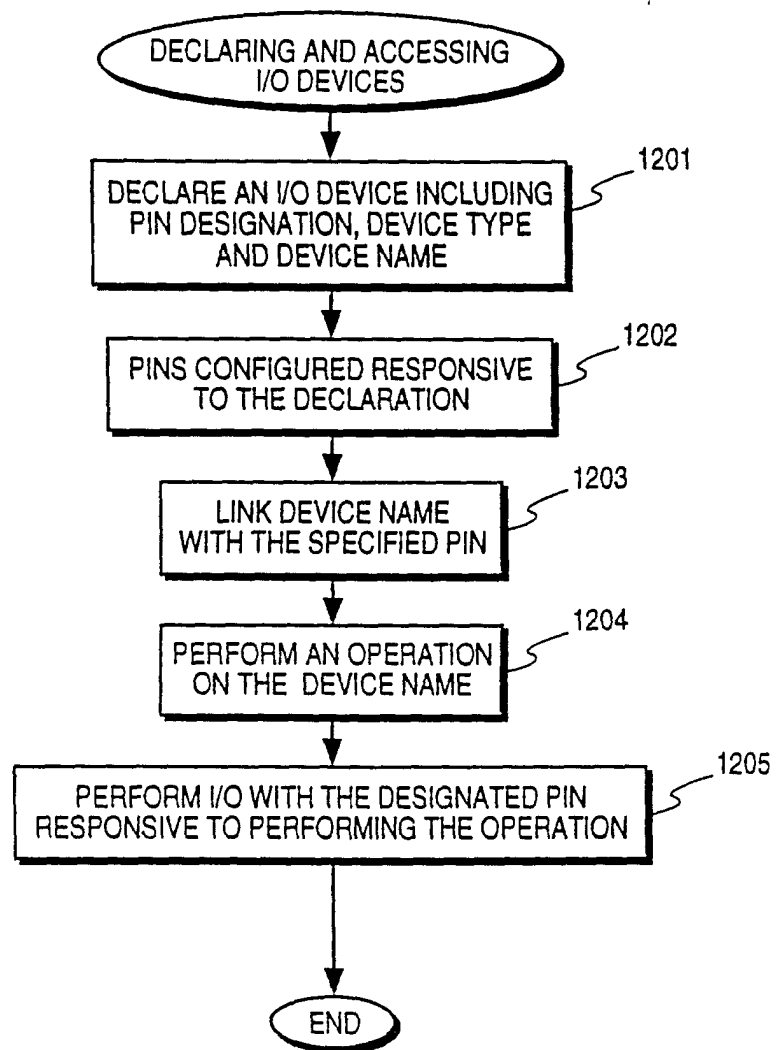 DECLARING AND ACCESSING
I/O DEVICES
1201
DECLARE AN I/O DEVICE INCLUDING
PIN DESIGNATION, DEVICE TYPE
AND DEVICE NAME
1202
PINS CONFIGURED RESPONSIVE
TO THE DECLARATION
1203
LINK DEVICE NAME
WITH THE SPECIFIED PIN
1204
PERFORM AN OPERATION
ON THE DEVICE NAME
1205
PERFORM I/O WITH THE DESIGNATED PIN
RESPONSIVE TO PERFORMING THE OPERATION
END